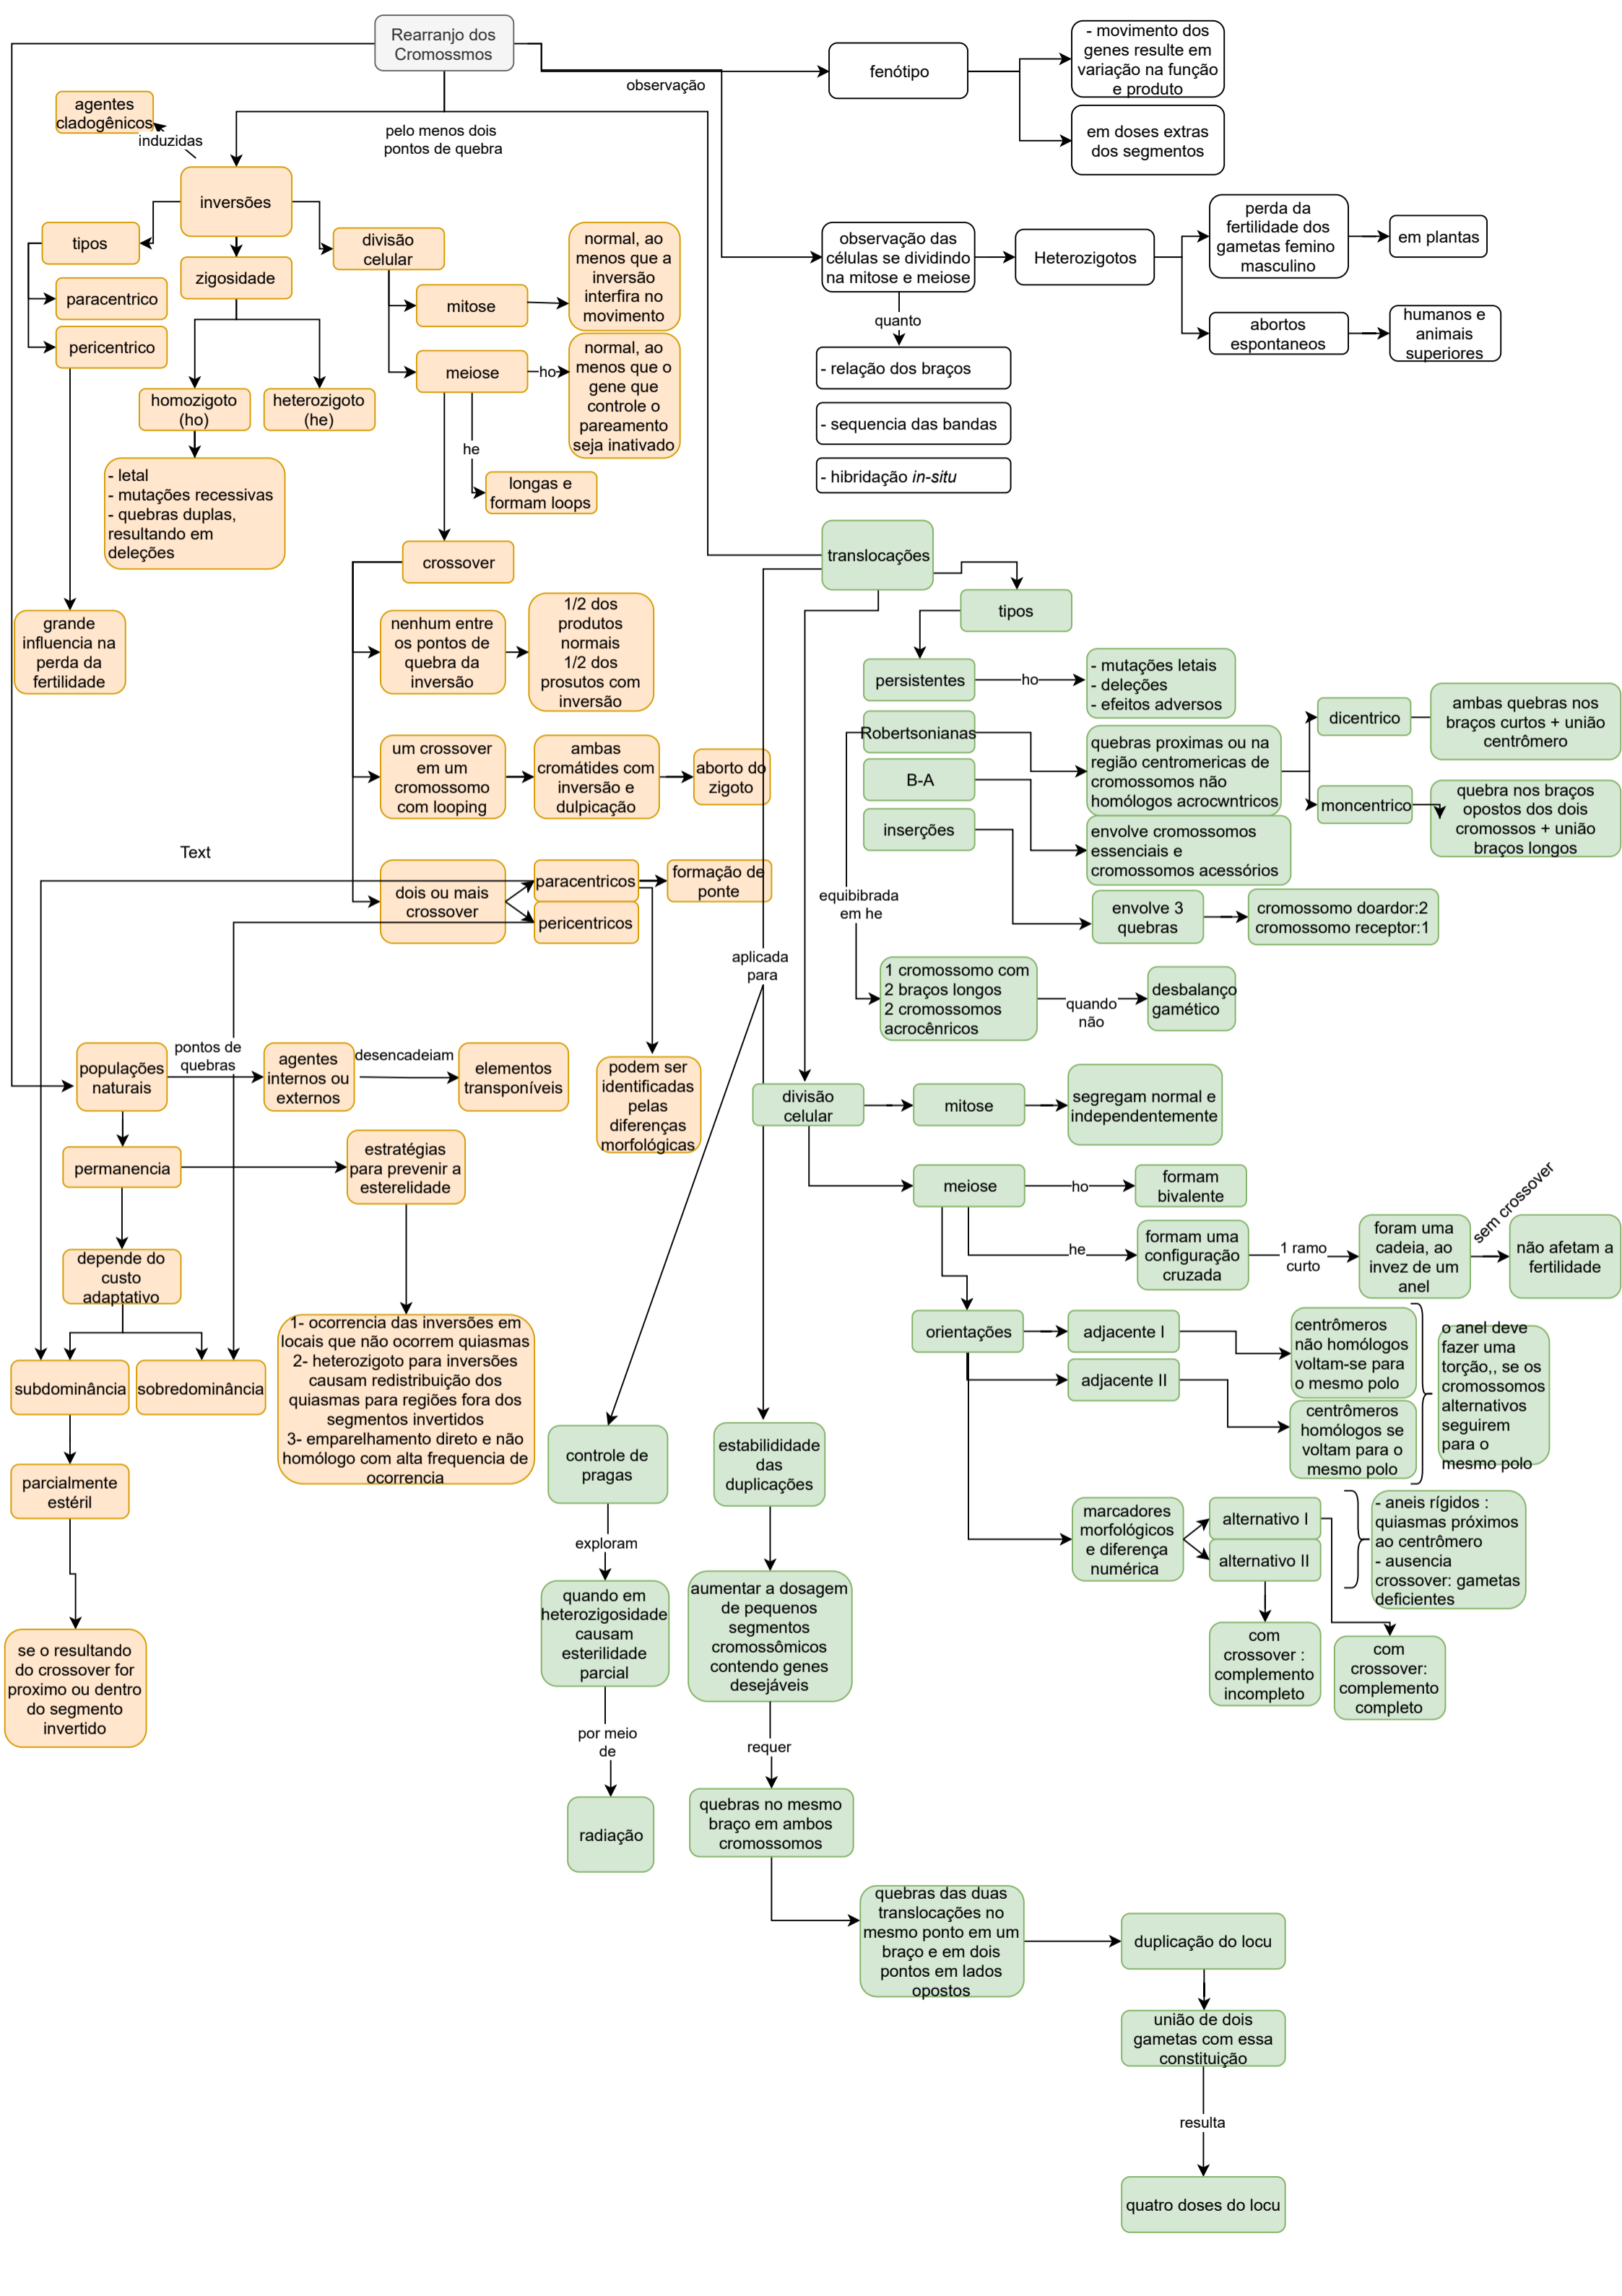 Rearranjo dos
Cromossmos
observação
fenótipo
- movimento dos
genes resulte em
variação na função
e produto
em doses extras
dos segmentos
agentes
cladogênicos
induzidas
pelo menos dois
pontos de quebra
inversões
tipos
paracentrico
pericentrico
zigosidade
divisão
celular
mitose
normal, ao
menos que a
inversão
interfira no
movimento
meiose
ho
normal, ao
menos que o
gene que
controle o
pareamento
seja inativado
he
longas e
formam loops
homozigoto
(ho)
heterozigoto
(he)
- letal
- mutações recessivas
- quebras duplas,
resultando em
deleções
grande
influencia na
perda da
fertilidade
observação das
células se dividindo
na mitose e meiose
Heterozigotos
perda da
fertilidade dos
gametas femino
masculino
em plantas
abortos
espontaneos
humanos e
animais
superiores
quanto
- relação dos braços
- sequencia das bandas
- hibridação in-situ
crossover
nenhum entre
os pontos de
quebra da
inversão
1/2 dos
produtos
normais
1/2 dos
prosutos com
inversão
um crossover
em um
cromossomo
com looping
ambas
cromátides com
inversão e
dulpicação
aborto do
zigoto
Text
dois ou mais
crossover
paracentricos
pericentricos
formação de
ponte
podem ser
identificadas
pelas
diferenças
morfológicas
translocações
tipos
persistentes
ho
- mutações letais
- deleções
- efeitos adversos
Robertsonianas
quebras proximas ou na
região centromericas de
cromossomos não
homólogos acrocwntricos
dicentrico
ambas quebras nos
braços curtos + união
centrômero
moncentrico
quebra nos braços
opostos dos dois
cromossos + união
braços longos
B-A
envolve cromossomos
essenciais e
cromossomos acessórios
inserções
envolve 3
quebras
cromossomo doardor:2
cromossomo receptor:1
equibibrada
em he
1 cromossomo com
2 braços longos
2 cromossomos
acrocênricos
quando
não
desbalanço
gamético
aplicada
para
populações
naturais
pontos de
quebras
agentes
internos ou
externos
desencadeiam
elementos
transponíveis
permanencia
estratégias
para prevenir a
esterelidade
depende do
custo
adaptativo
1- ocorrencia das inversões em
locais que não ocorrem quiasmas
2- heterozigoto para inversões
causam redistribuição dos
quiasmas para regiões fora dos
segmentos invertidos
3- emparelhamento direto e não
homólogo com alta frequencia de
ocorrencia
subdominância
sobredominância
parcialmente
estéril
se o resultando
do crossover for
proximo ou dentro
do segmento
invertido
divisão
celular
mitose
segregam normal e
independentemente
meiose
ho
formam
bivalente
he
formam uma
configuração
cruzada
1 ramo
curto
foram uma
cadeia, ao
invez de um
anel
sem crossover
não afetam a
fertilidade
orientações
adjacente I
adjacente II
centrômeros
não homólogos
voltam-se para
o mesmo polo
centrômeros
homólogos se
voltam para o
mesmo polo
o anel deve
fazer uma
torção,, se os
cromossomos
alternativos
seguirem
para o
mesmo polo
marcadores
morfológicos
e diferença
numérica
alternativo I
alternativo II
- aneis rígidos :
quiasmas próximos
ao centrômero
- ausencia
crossover: gametas
deficientes
com
crossover :
complemento
incompleto
com
crossover:
complemento
completo
controle de
pragas
exploram
quando em
heterozigosidade
causam
esterilidade
parcial
por meio
de
radiação
estabilididade
das
duplicações
aumentar a dosagem
de pequenos
segmentos
cromossômicos
contendo genes
desejáveis
requer
quebras no mesmo
braço em ambos
cromossomos
quebras das duas
translocações no
mesmo ponto em um
braço e em dois
pontos em lados
opostos
duplicação do locu
união de dois
gametas com essa
constituição
resulta
quatro doses do locu